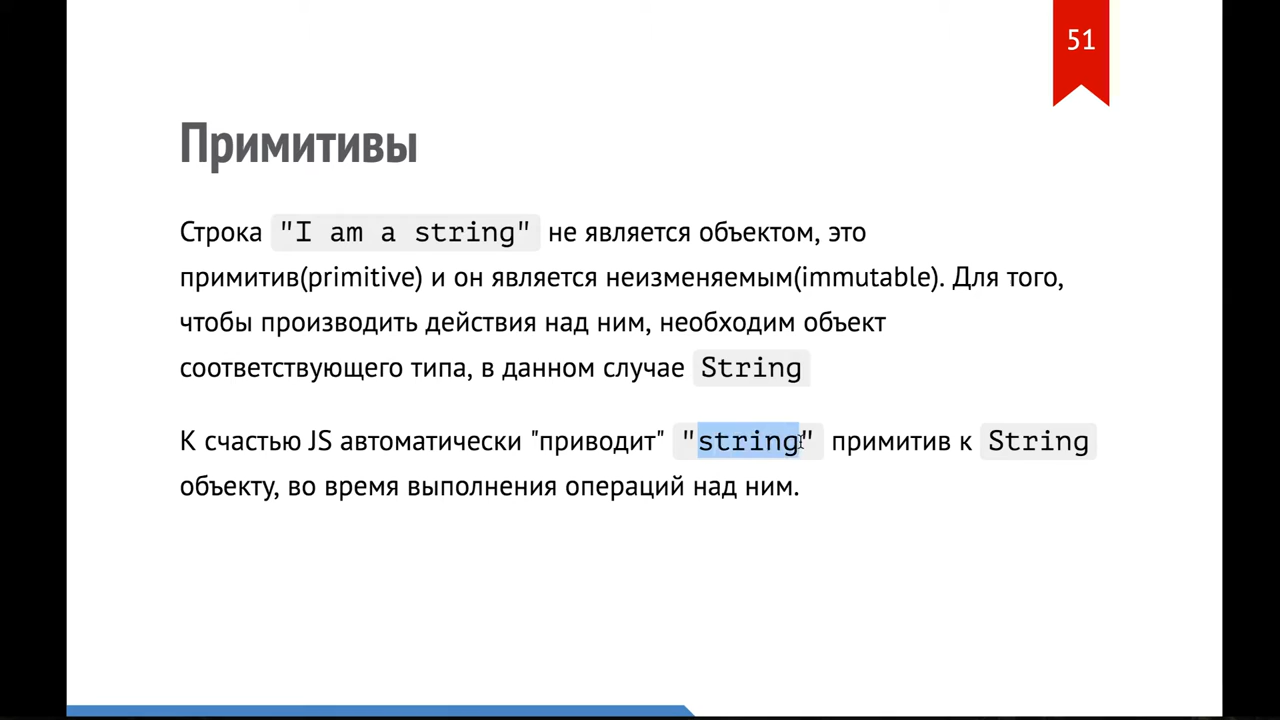 51
Примитивы
Строка "I am a string" не является объектом, это
примитив(primitive) и он является неизменяемым(immutable). Для того,
чтобы производить действия над ним, необходим объект
соответствующего типа, в данном случае String
К счастью JS автоматически "приводит" "string" примитив к String
объекту, во время выполнения операций над ним.